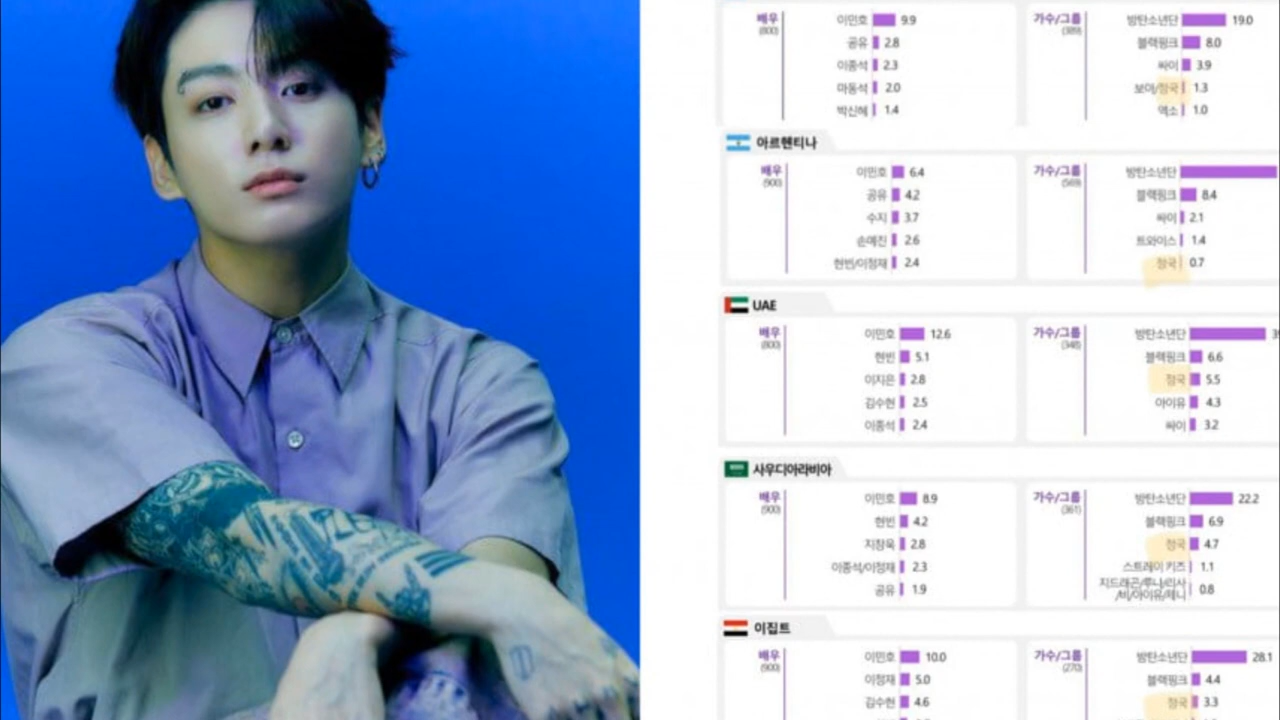 배우
(800)
이민호 9.9
공유 2.8
이종석 2.3
마동석 2.0
박신혜 1.4
가수/그룹
(389)
방탄소년단 19.0
블랙핑크 8.0
싸이 3.9
보아/정국 1.3
엑소 1.0
아르헨티나
배우
(900)
이민호 6.4
공유 4.2
수지 3.7
손예진 2.6
현빈/이정재 2.4
가수/그룹
(569)
방탄소년단
블랙핑크 8.4
싸이 2.1
트와이스 1.4
정국 0.7
UAE
배우
(800)
이민호 12.6
현빈 5.1
이지은 2.8
김수현 2.5
이종석 2.4
가수/그룹
(348)
방탄소년단
블랙핑크 6.6
정국 5.5
아이유 4.3
싸이 3.2
사우디아라비아
배우
(900)
이민호 8.9
현빈 4.2
지창욱 2.8
이종석/이정재 2.3
공유 1.9
가수/그룹
(361)
방탄소년단 22.2
블랙핑크 6.9
정국 4.7
스트레이 키즈 1.1
지드래곤/루나/리사
/비/아이유/제니 0.8
이집트
배우
(900)
이민호 10.0
이정재 5.0
김수현 4.6
가수/그룹
(270)
방탄소년단 28.1
블랙핑크 4.4
정국 3.3